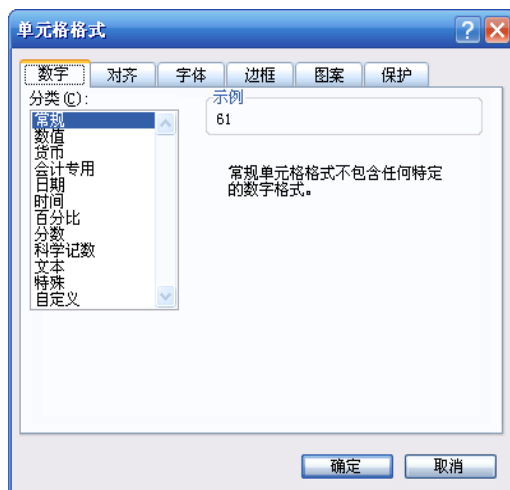 单元格格式
数字 对齐 字体 边框 图案 保护
分类(C):
示例
61
常规
数值
货币
会计专用
日期
时间
百分比
分数
科学记数
文本
特殊
自定义
常规单元格格式不包含任何特定
的数字格式。
确定 取消